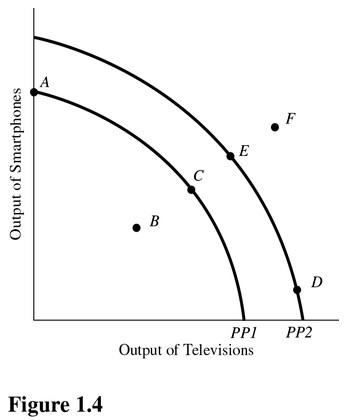 A
F
E
C
B
D
Output of Smartphones
PP1 PP2
Output of Televisions
Figure 1.4